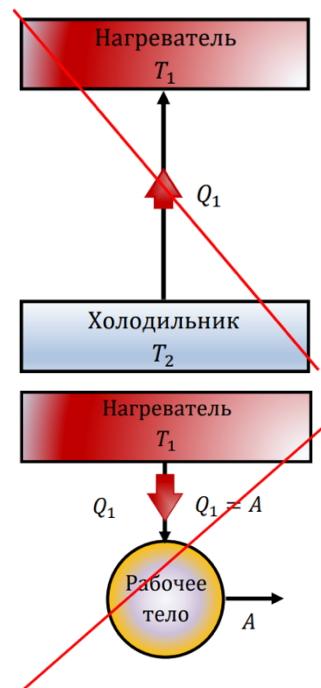 Нагреватель
T₁
Q₁
Холодильник
T₂
Нагреватель
T₁
Q₁ Q₁ = A
Рабочее
тело
A